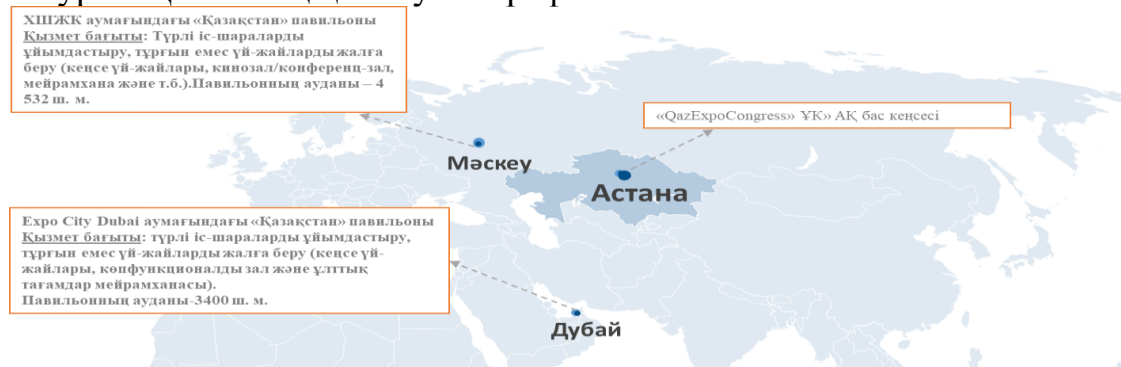 ХШЖК аумағындағы «Қазақстан» павильоны
Қызмет бағыты: Түрлі іс-шараларды
ұйымдастыру, тұрғын емес үй-жайларды жалға
беру (кеңсе үй-жайлары, кинозал/конференц-зал,
мейрамхана және т.б.).Павильонның ауданы – 4
532 ш. м.
«QazExpoCongress» ҰК» АҚ бас кеңсесі
Мәскеу
Астана
Expo City Dubai аумағындағы «Қазақстан» павильоны
Қызмет бағыты: түрлі іс-шараларды ұйымдастыру,
тұрғын емес үй-жайларды жалға беру (кеңсе үй-
жайлары, көпфункционалды зал және ұлттық
тағамдар мейрамханасы).
Павильонның ауданы-3400 ш. м.
Дубай